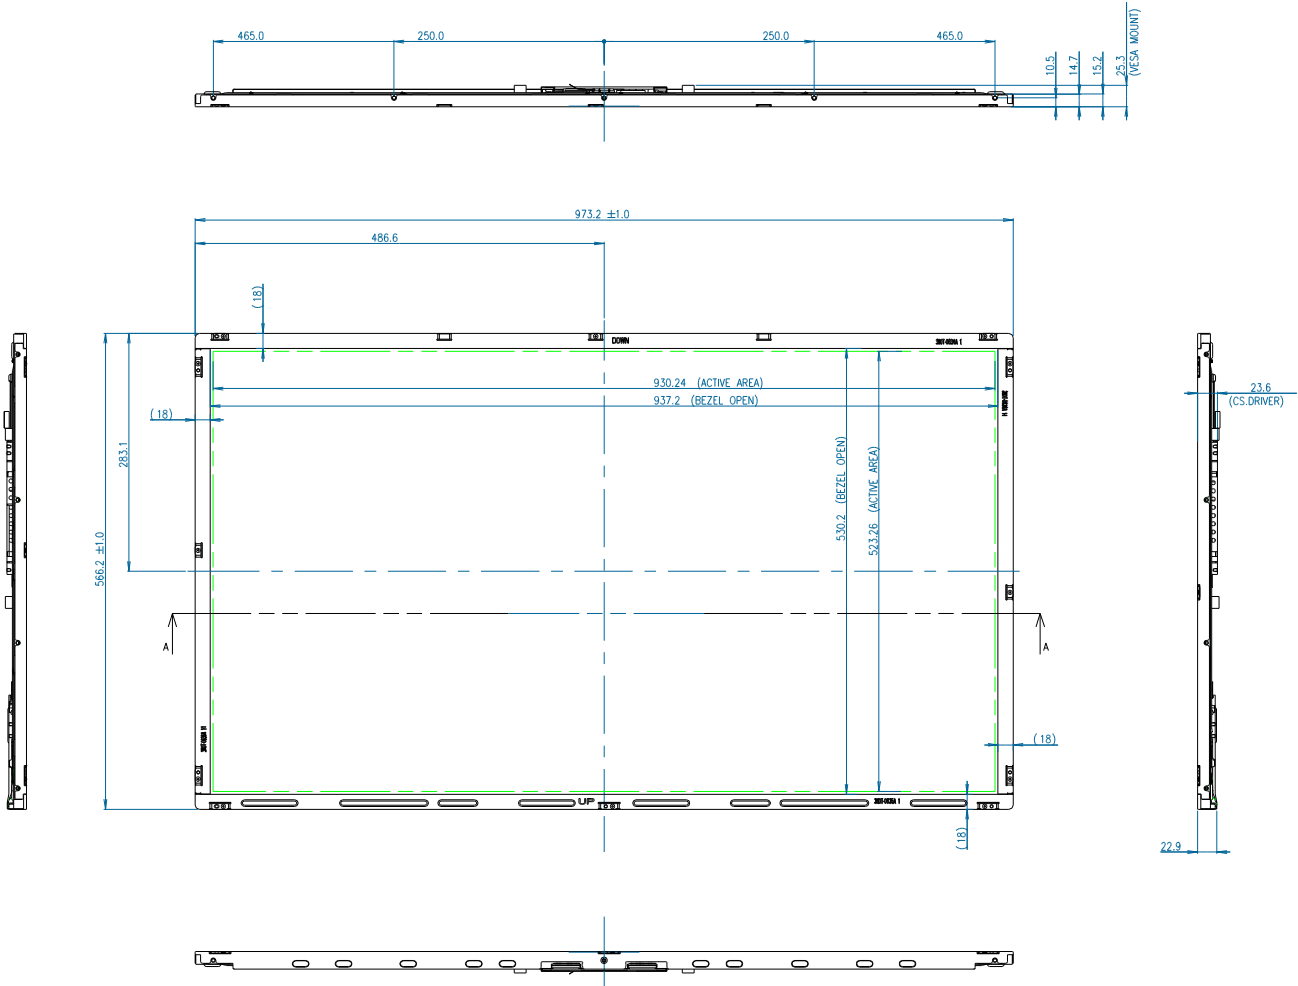 465.0
250.0
250.0
465.0
10.5
14.7
15.2
25.3
(VESA MOUNT)
973.2 ±1.0
486.6
(18)
DOWN
930.24 (ACTIVE AREA)
937.2 (BEZEL OPEN)
(18)
283.1
566.2 ±1.0
530.2 (BEZEL OPEN)
523.26 (ACTIVE AREA)
23.6
(CS.DRIVER)
A
A
(18)
UP
(18)
22.9